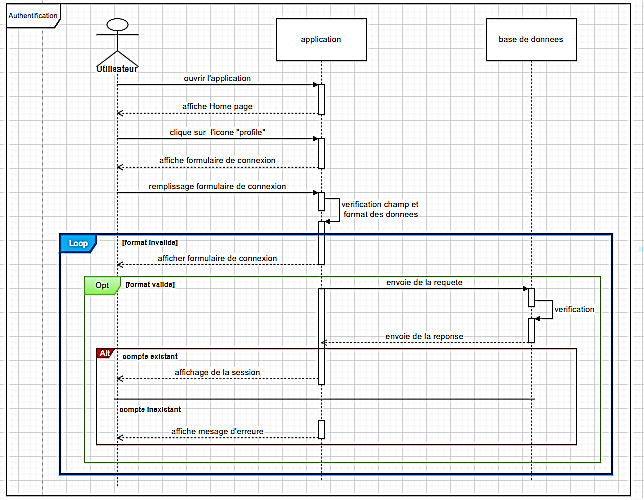 Authentification
application
base de donnees
Utilisateur
ouvrir l'application
affiche Home page
clique sur l'icone "profile"
affiche formulaire de connexion
remplissage formulaire de connexion
verification champ et
format des donnees
Loop
[format invalide]
afficher formulaire de connexion
Opt
[format valide]
envoie de la requete
verification
envoie de la reponse
Alt
compte existant
affichage de la session
compte inexistant
affiche mesage d'erreure